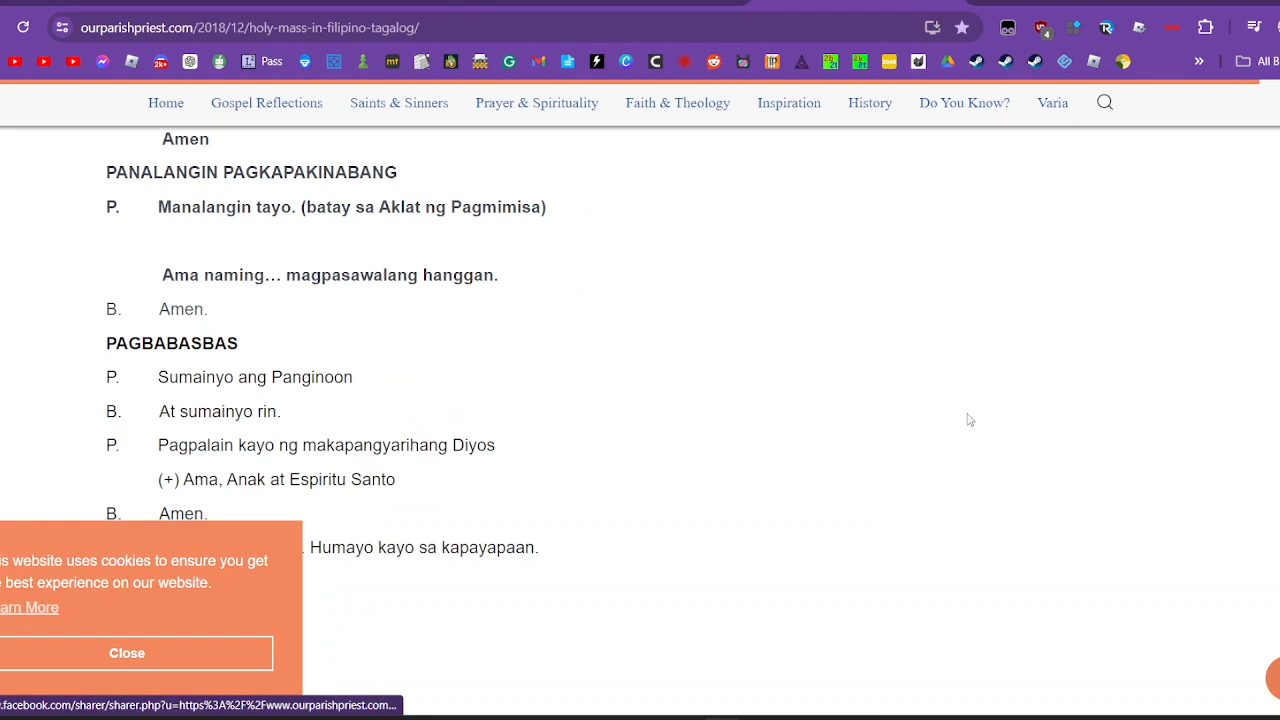 ourparishpriest.com/2018/12/holy-mass-in-filipino-tagalog/
Pass
All B
Home Gospel Reflections Saints & Sinners Prayer & Spirituality Faith & Theology Inspiration History Do You Know? Varia
Amen
PANALANGIN PAGKAPAKINABANG
P. Manalangin tayo. (batay sa Aklat ng Pagmimisa)
Ama naming… magpasawalang hanggan.
B. Amen.
PAGBABASBAS
P. Sumainyo ang Panginoon
B. At sumainyo rin.
P. Pagpalain kayo ng makapangyarihang Diyos
(+) Ama, Anak at Espiritu Santo
B. Amen.
. Humayo kayo sa kapayapaan.
is website uses cookies to ensure you get
e best experience on our website.
arn More
Close
.facebook.com/sharer/sharer.php?u=https%3A%2F%2Fwww.ourparishpriest.com...